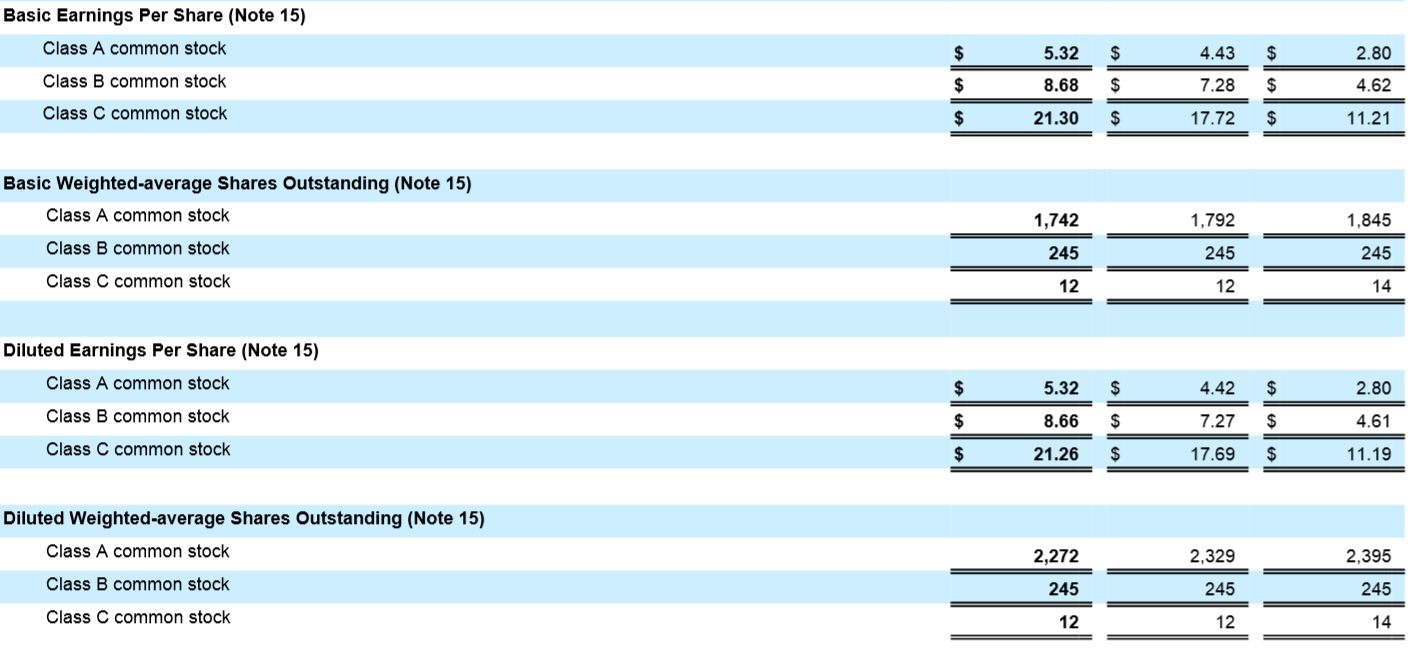 Basic Earnings Per Share (Note 15)
Class A common stock $ 5.32 $ 4.43 $ 2.80
Class B common stock $ 8.68 $ 7.28 $ 4.62
Class C common stock $ 21.30 $ 17.72 $ 11.21
Basic Weighted-average Shares Outstanding (Note 15)
Class A common stock 1,742 1,792 1,845
Class B common stock 245 245 245
Class C common stock 12 12 14
Diluted Earnings Per Share (Note 15)
Class A common stock $ 5.32 $ 4.42 $ 2.80
Class B common stock $ 8.66 $ 7.27 $ 4.61
Class C common stock $ 21.26 $ 17.69 $ 11.19
Diluted Weighted-average Shares Outstanding (Note 15)
Class A common stock 2,272 2,329 2,395
Class B common stock 245 245 245
Class C common stock 12 12 14